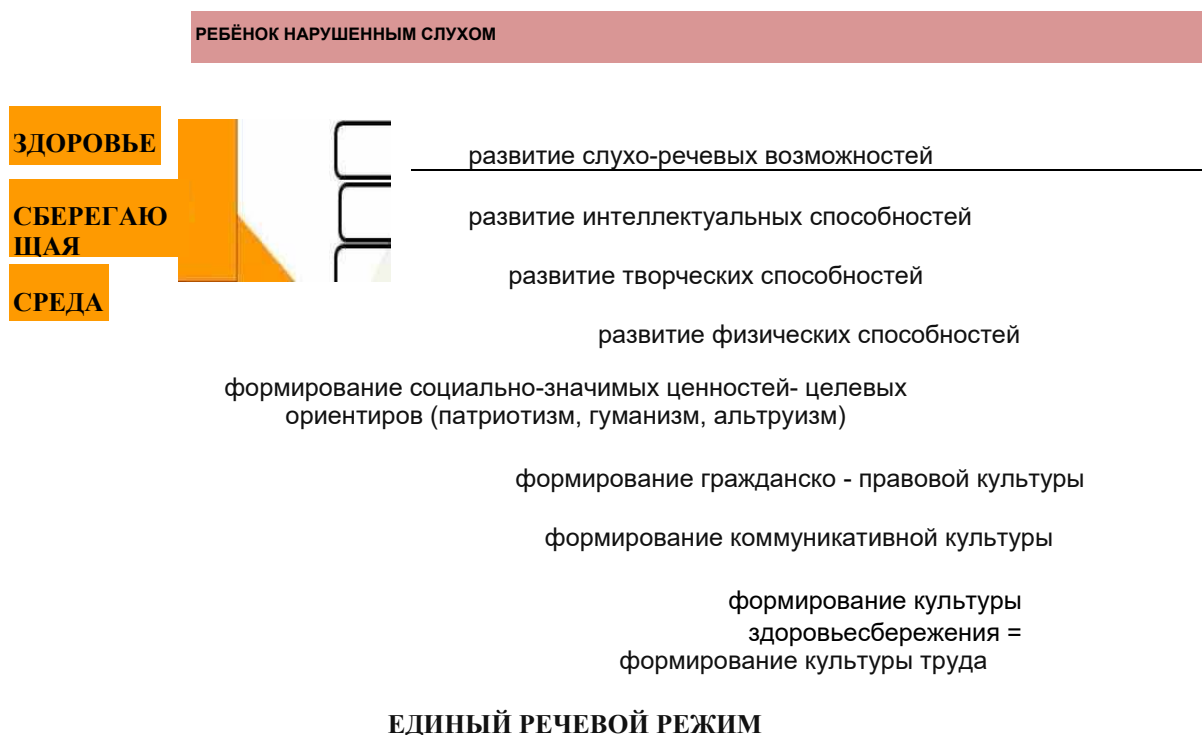 РЕБЁНОК НАРУШЕННЫМ СЛУХОМ
ЗДОРОВЬЕ
СБЕРЕГАЮ
ЩАЯ
СРЕДА
развитие слухо-речевых возможностей
развитие интеллектуальных способностей
развитие творческих способностей
развитие физических способностей
формирование социально-значимых ценностей- целевых
ориентиров (патриотизм, гуманизм, альтруизм)
формирование гражданско - правовой культуры
формирование коммуникативной культуры
формирование культуры
здоровьесбережения =
формирование культуры труда
ЕДИНЫЙ РЕЧЕВОЙ РЕЖИМ